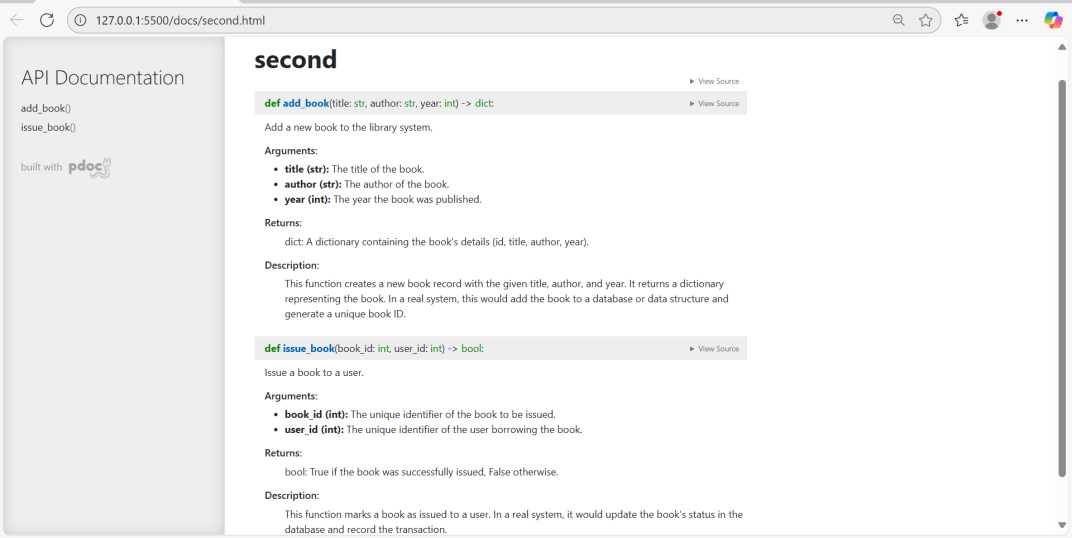 127.0.0.1:5500/docs/second.html
API Documentation
add_book()
issue_book()
built with pdoc
second
View Source
def add_book(title: str, author: str, year: int) -> dict:
View Source
Add a new book to the library system.
Arguments:
• title (str): The title of the book.
• author (str): The author of the book.
• year (int): The year the book was published.
Returns:
dict: A dictionary containing the book's details (id, title, author, year).
Description:
This function creates a new book record with the given title, author, and year. It returns a dictionary
representing the book. In a real system, this would add the book to a database or data structure and
generate a unique book ID.
def issue_book(book_id: int, user_id: int) -> bool:
View Source
Issue a book to a user.
Arguments:
• book_id (int): The unique identifier of the book to be issued.
• user_id (int): The unique identifier of the user borrowing the book.
Returns:
bool: True if the book was successfully issued, False otherwise.
Description:
This function marks a book as issued to a user. In a real system, it would update the book's status in the
database and record the transaction.